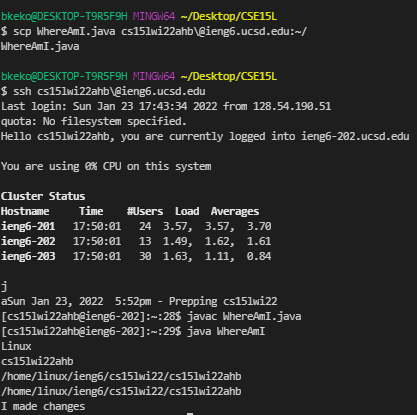 bkeko@DESKTOP-T9R5F9H MINGW64 ~/Desktop/CSE15L
$ scp WhereAmI.java cs15lwi22ahb\@ieng6.ucsd.edu:~/
WhereAmI.java
bkeko@DESKTOP-T9R5F9H MINGW64 ~/Desktop/CSE15L
$ ssh cs15lwi22ahb\@ieng6.ucsd.edu
Last login: Sun Jan 23 17:43:34 2022 from 128.54.190.51
quota: No filesystem specified.
Hello cs15lwi22ahb, you are currently logged into ieng6-202.ucsd.edu
You are using 0% CPU on this system
Cluster Status
Hostname Time #Users Load Averages
ieng6-201 17:50:01 24 3.57, 3.57, 3.70
ieng6-202 17:50:01 13 1.49, 1.62, 1.61
ieng6-203 17:50:01 30 1.63, 1.11, 0.84
j
aSun Jan 23, 2022 5:52pm - Prepping cs15lwi22
[cs15lwi22ahb@ieng6-202]:~:28$ javac WhereAmI.java
[cs15lwi22ahb@ieng6-202]:~:29$ java WhereAmI
Linux
cs15lwi22ahb
/home/linux/ieng6/cs15lwi22/cs15lwi22ahb
/home/linux/ieng6/cs15lwi22/cs15lwi22ahb
I made changes